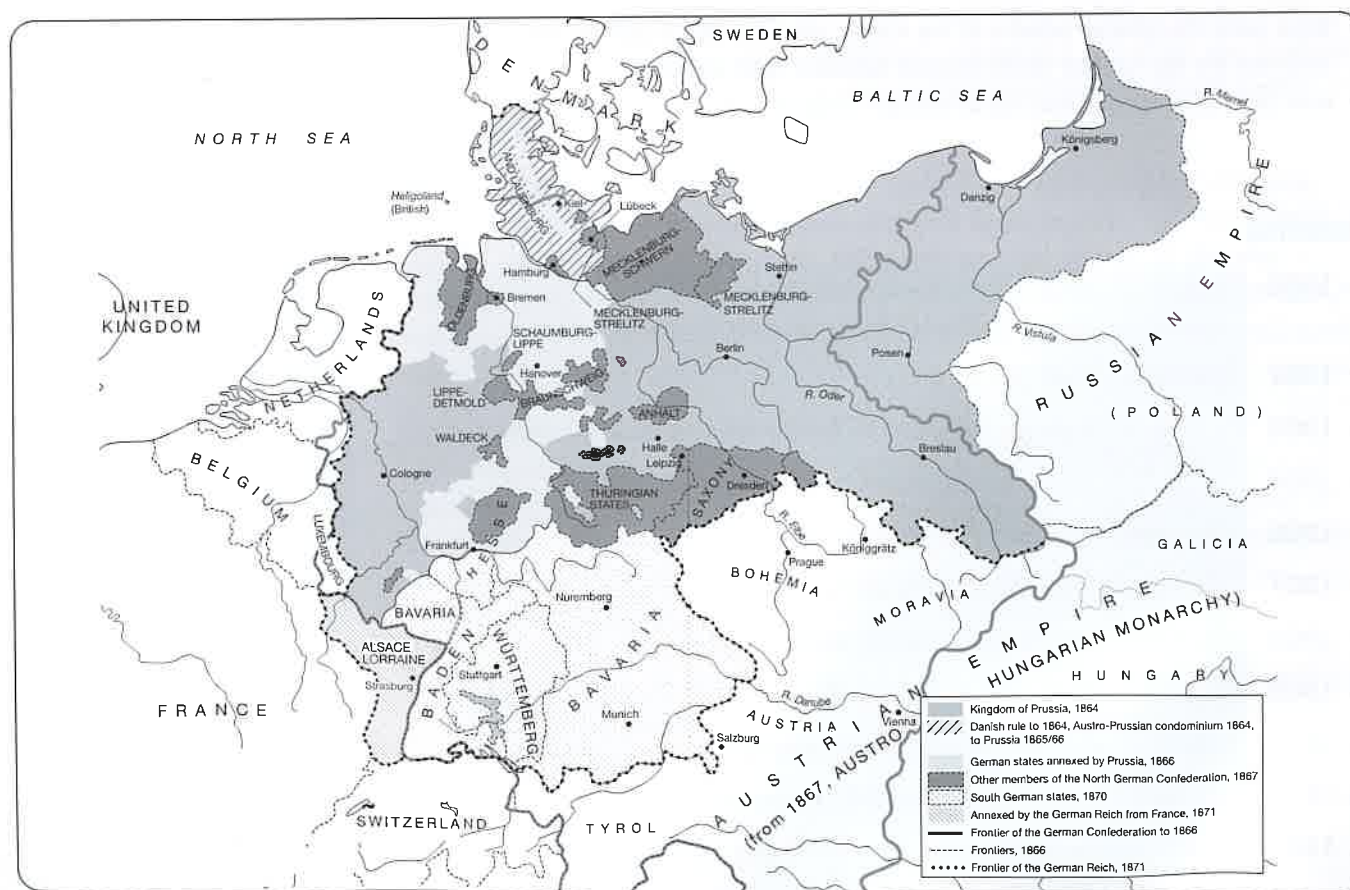 SWEDEN
DENMARK
BALTIC SEA
NORTH SEA
R. Memel
Königsberg
Danzig
Heligoland
(British)
AND LAUENBURG
Kiel
Lübeck
MECKLENBURG-
SCHWERN
Hamburg
Stettin
UNITED
KINGDOM
NETHERLANDS
OLDENBURG
Bremen
MECKLENBURG-
STRELITZ
MECKLENBURG-
STRELITZ
SCHAUMBURG-
LIPPE
Berlin
Posen
R. Vistula
RUSSIAN EMPIRE
(POLAND)
Hanover
LIPPE-
DETMOLD
BRAUNSCHWEIG
ANHALT
R. Oder
WALDECK
Halle
Leipzig
Breslau
BELGIUM
Cologne
THURINGIAN
STATES
SAXONY
Dresden
LUXEMBOURG
HESSE
Frankfurt
R. Elbe
Königgrätz
Prague
GALICIA
BOHEMIA
MORAVIA
BAVARIA
Nuremberg
ALSACE
LORRAINE
Strasburg
BADEN
WÜRTTEMBERG
Stuttgart
BAVARIA
Munich
FRANCE
R. Danube
AUSTRIA
Vienna
Salzburg
HUNGARY
AUSTRIAN EMPIRE
(from 1867, AUSTRO-HUNGARIAN MONARCHY)
SWITZERLAND
TYROL
Kingdom of Prussia, 1864
Danish rule to 1864, Austro-Prussian condominium 1864,
to Prussia 1865/66
German states annexed by Prussia, 1866
Other members of the North German Confederation, 1867
South German states, 1870
Annexed by the German Reich from France, 1871
Frontier of the German Confederation to 1866
Frontiers, 1866
Frontier of the German Reich, 1871